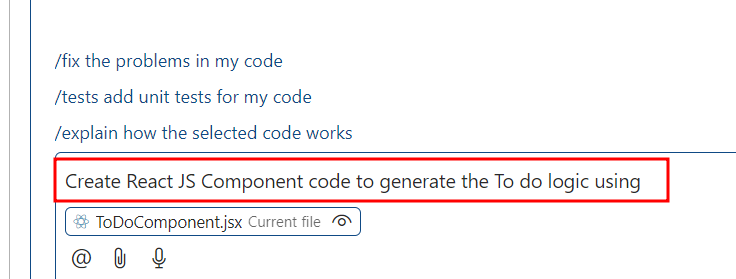 /fix the problems in my code
/tests add unit tests for my code
/explain how the selected code works
Create React JS Component code to generate the To do logic using
ToDoComponent.jsx Current file
@